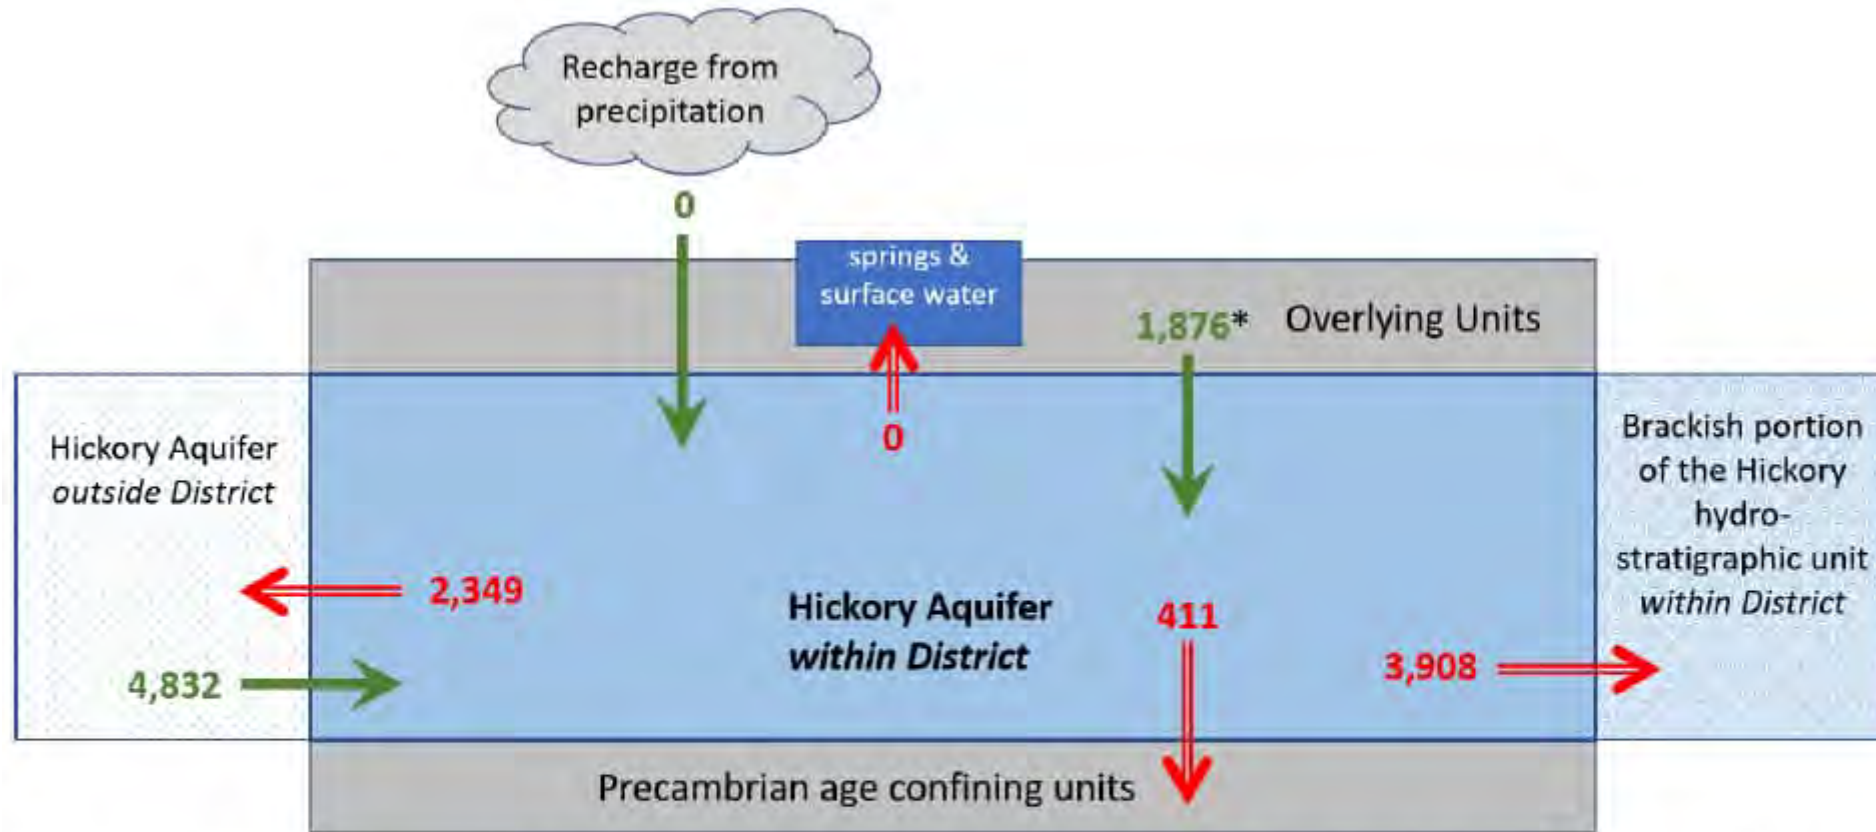 Recharge from
precipitation
0
springs &
surface water
1,876* Overlying Units
0
Hickory Aquifer
outside District
2,349
4,832
Hickory Aquifer
within District
411
3,908
Brackish portion
of the Hickory
hydro-
stratigraphic unit
within District
Precambrian age confining units